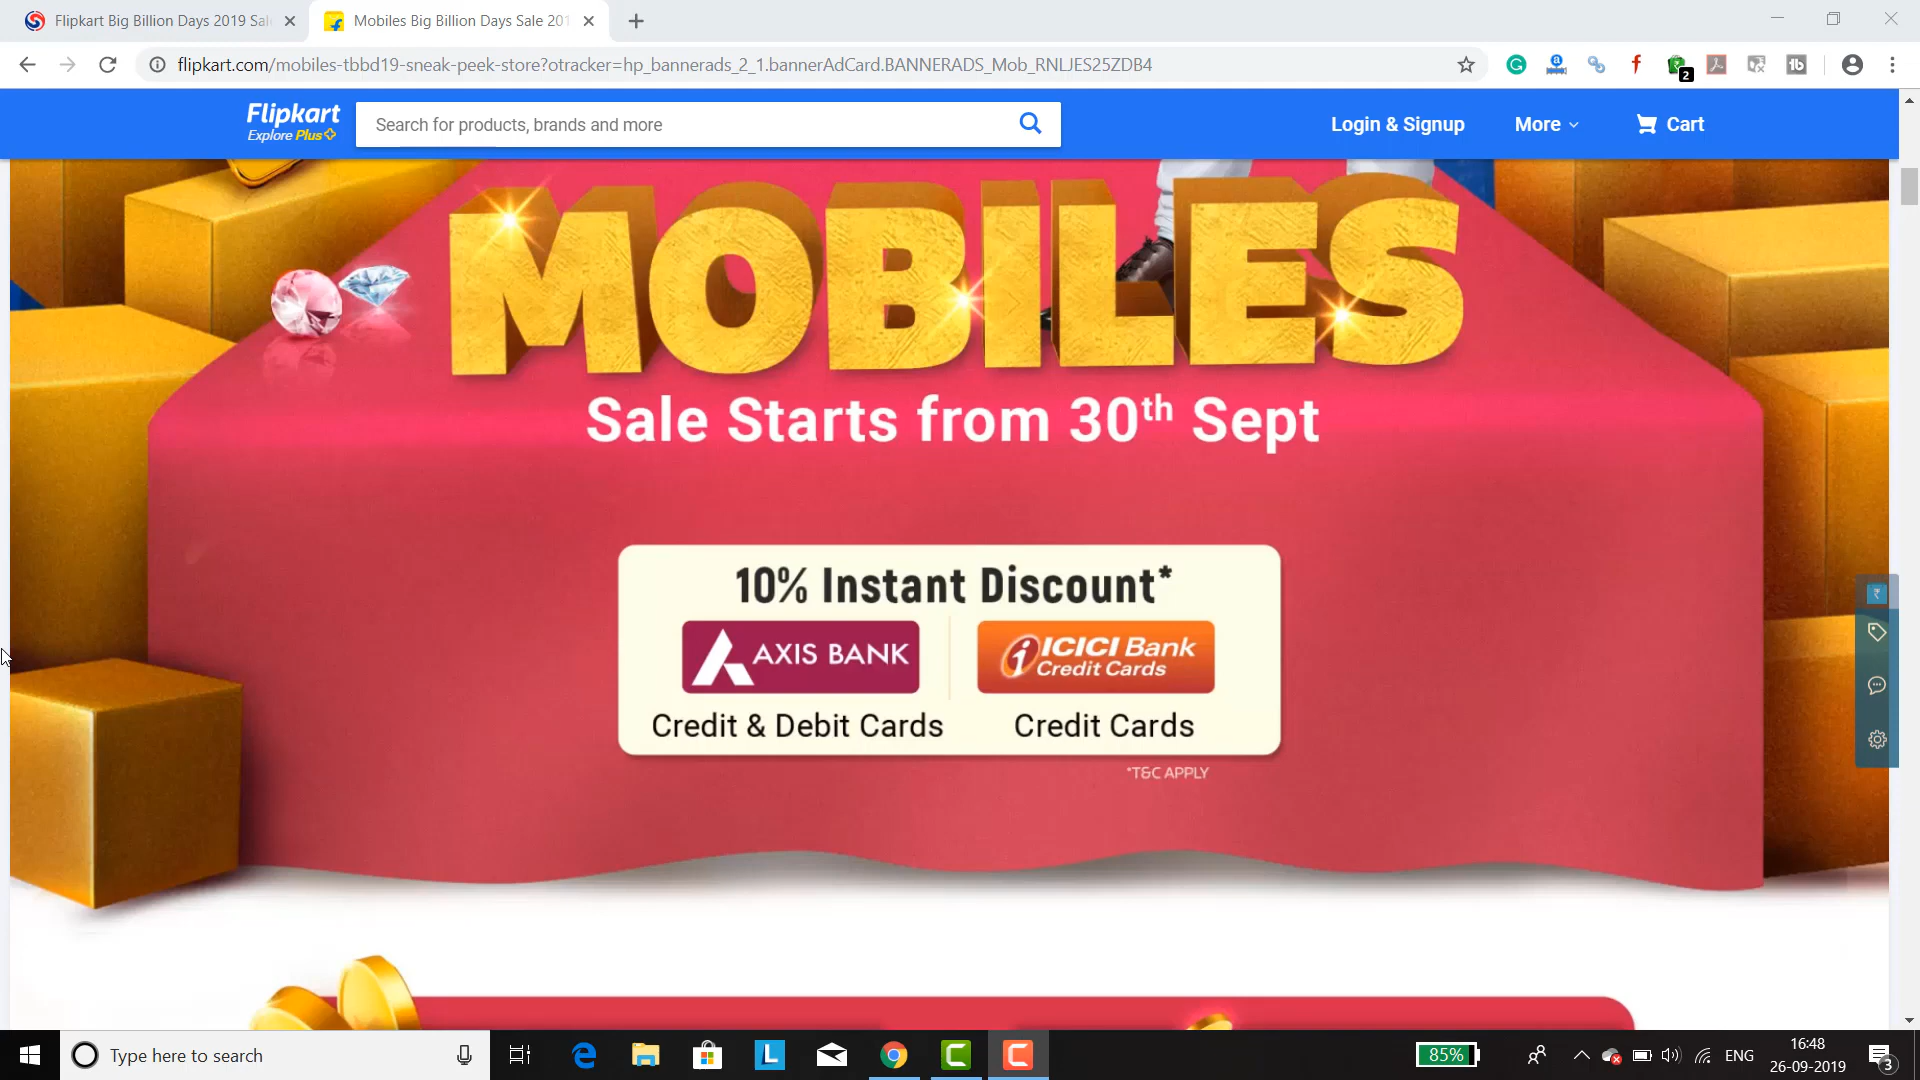 Flipkart Big Billion Days 2019 Sal
Mobiles Big Billion Days Sale 201
flipkart.com/mobiles-tbbd19-sneak-peek-store?otracker=hp_bannerads_2_1.bannerAdCard.BANNERADS_Mob_RNLJES25ZDB4
2
Flipkart
Explore Plus
Search for products, brands and more
Login & Signup
More
Cart
MOBILES
Sale Starts from 30th Sept
10% Instant Discount*
AXIS BANK
ICICI Bank
Credit Cards
Credit & Debit Cards
Credit Cards
*T&C APPLY
Type here to search
85%
ENG
16:48
26-09-2019
3